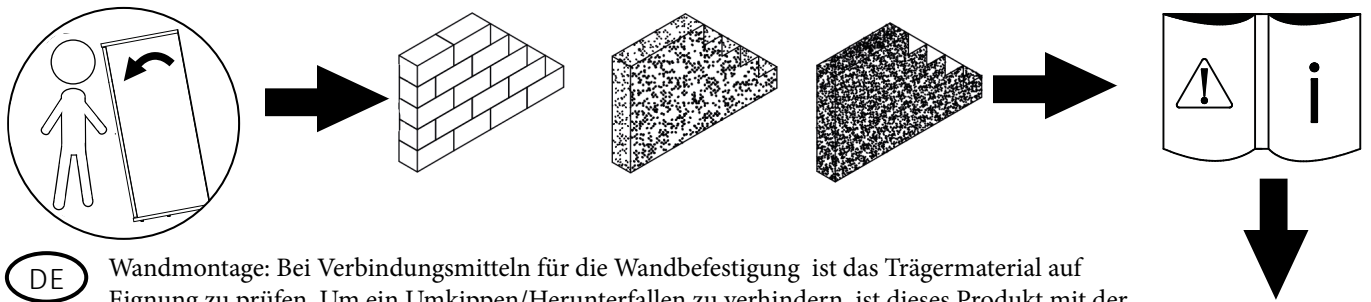 ! i
DE
Wandmontage: Bei Verbindungsmitteln für die Wandbefestigung ist das Trägermaterial auf
Eignung zu prüfen. Um ein Umkippen/Herunterfallen zu verhindern, ist dieses Produkt mit der